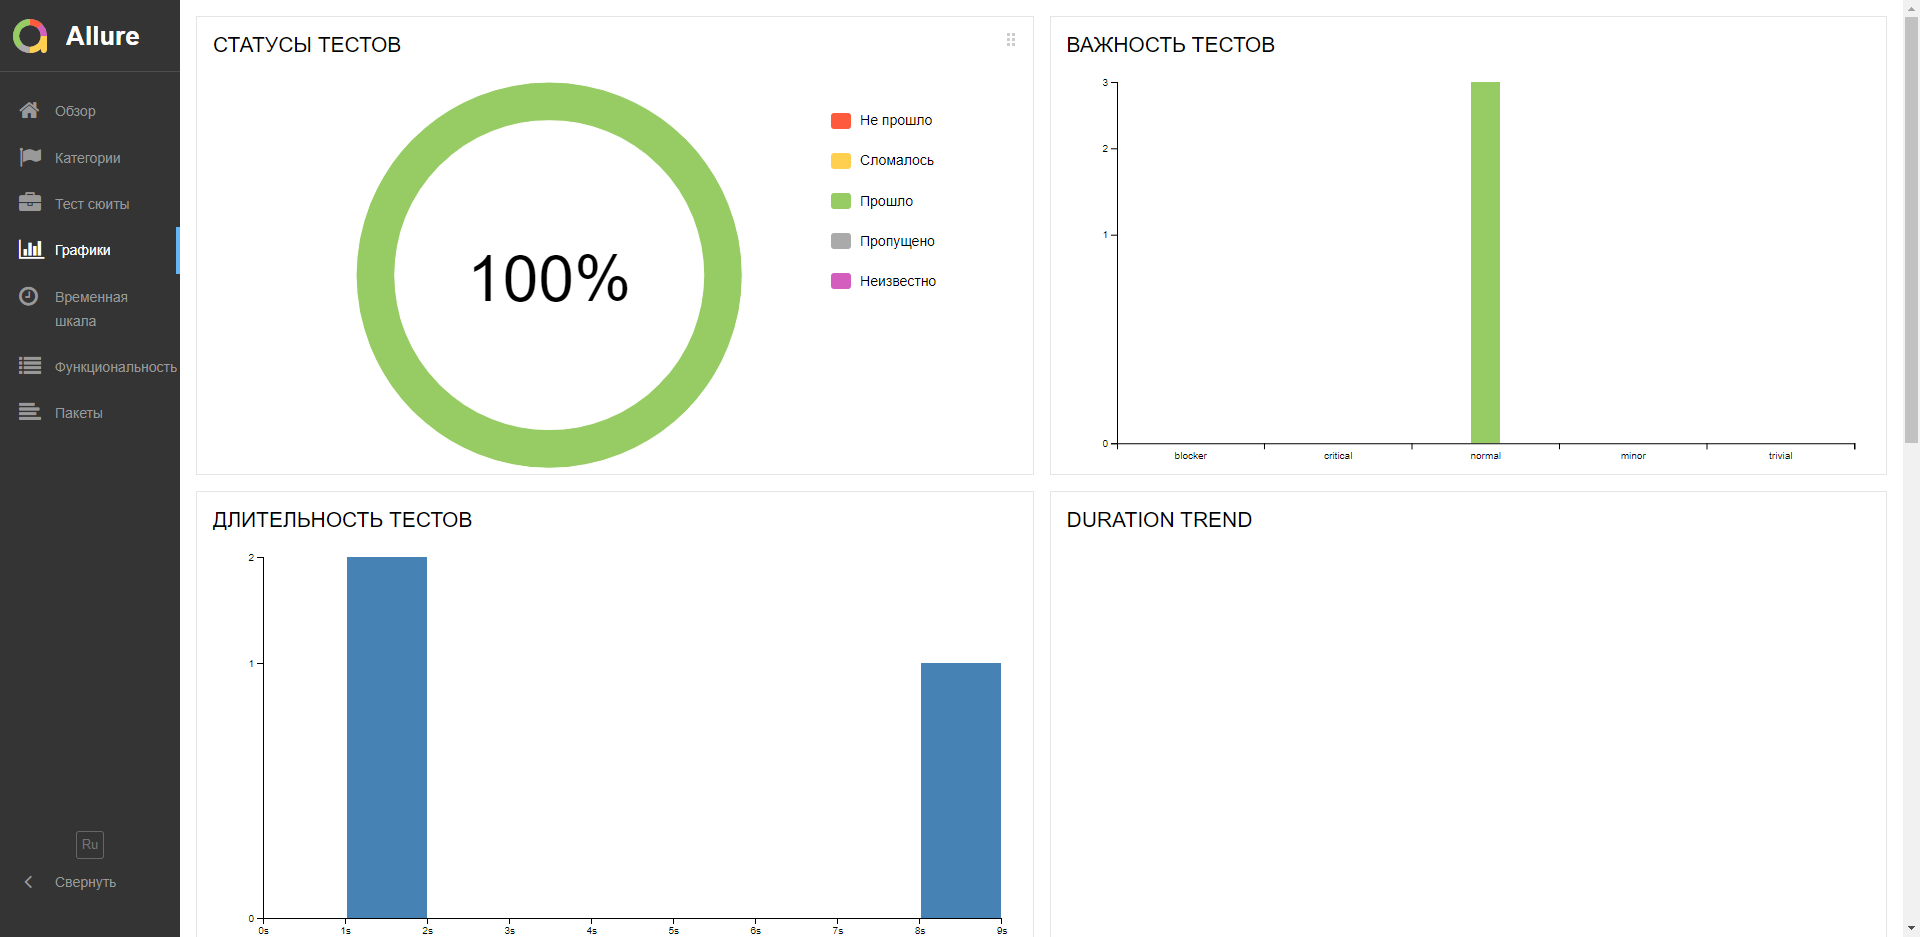 Allure
Обзор
Категории
Тест сюиты
Графики
Временная
шкала
Функциональность
Пакеты
Ru
Свернуть
СТАТУСЫ ТЕСТОВ
100%
Не прошло
Сломалось
Прошло
Пропущено
Неизвестно
ВАЖНОСТЬ ТЕСТОВ
3
2
1
0
blocker critical normal minor trivial
ДЛИТЕЛЬНОСТЬ ТЕСТОВ
2
1
0
0s 1s 2s 3s 4s 5s 6s 7s 8s 9s
DURATION TREND